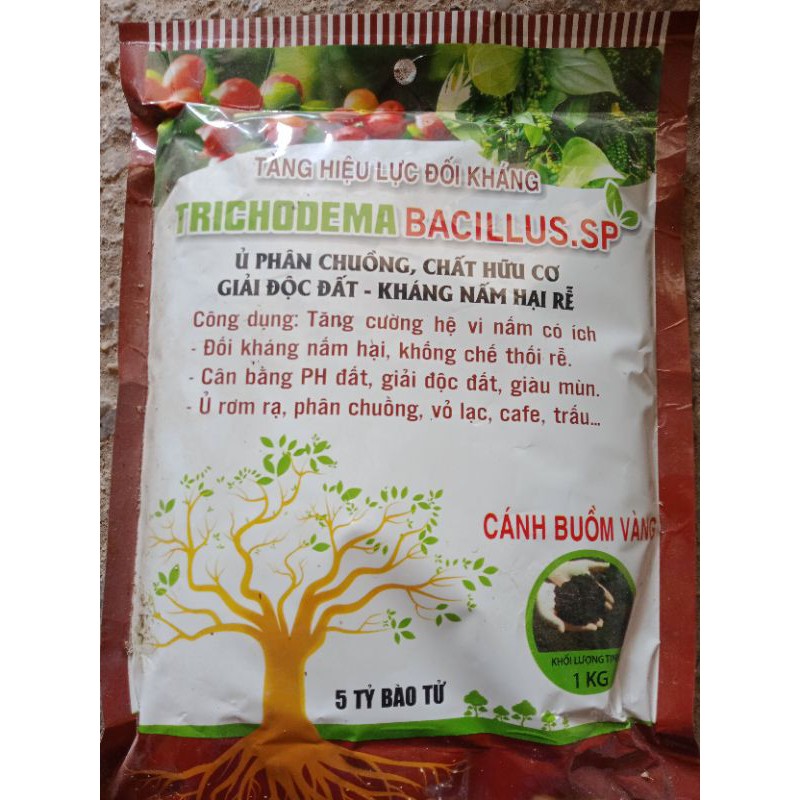 TĂNG HIỆU LỰC ĐỐI KHÁNG
TRICHODEMA BACILLUS.SP
Ủ PHÂN CHUỒNG, CHẤT HỮU CƠ
GIẢI ĐỘC ĐẤT - KHÁNG NẤM HẠI RỄ
Công dụng: Tăng cường hệ vi nấm có ích
- Đối kháng nấm hại, khống chế thối rễ.
- Cân bằng PH đất, giải độc đất, giàu mùn.
- Ủ rơm rạ, phân chuồng, vỏ lạc, cafe, trấu...
CÁNH BUỒM VÀNG
KHỐI LƯỢNG
1 KG
5 TỶ BÀO TỬ